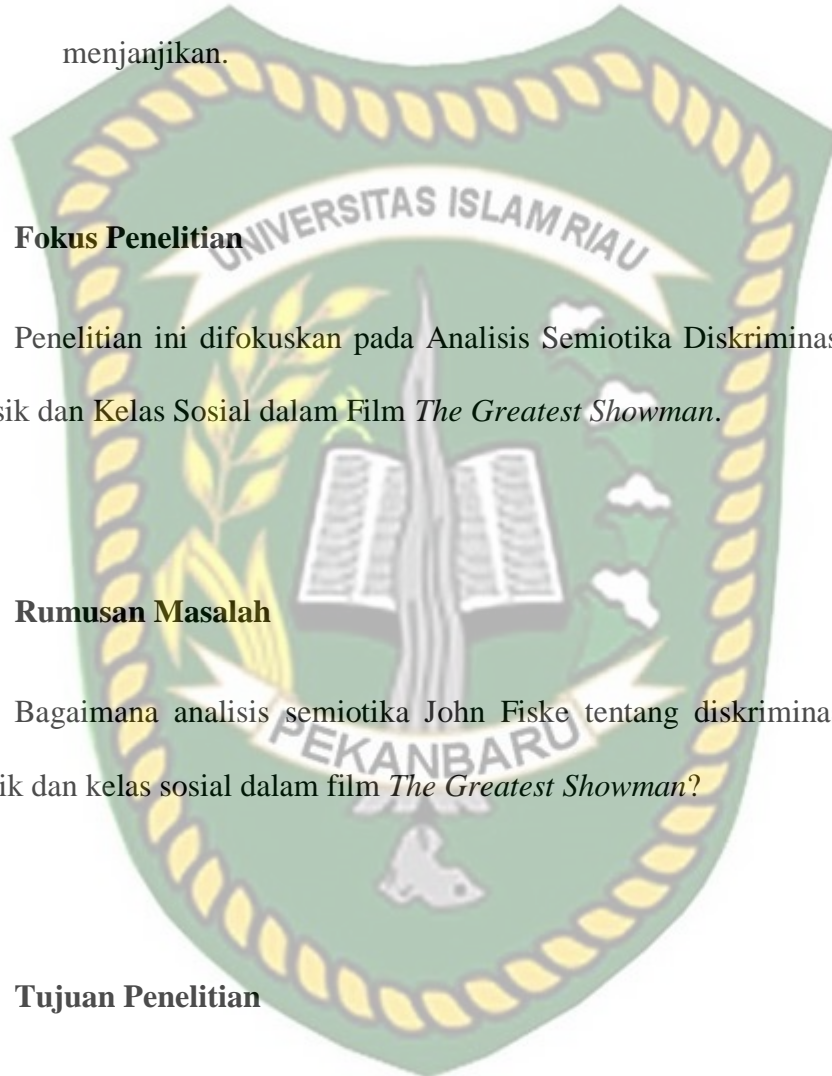 menjanjikan.
UNIVERSITAS ISLAM RIAU
Fokus Penelitian
Penelitian ini difokuskan pada Analisis Semiotika Diskriminas
sik dan Kelas Sosial dalam Film The Greatest Showman.
Rumusan Masalah
Bagaimana analisis semiotika John Fiske tentang diskrimina
ik dan kelas sosial dalam film The Greatest Showman?
PEKANBARU
Tujuan Penelitian